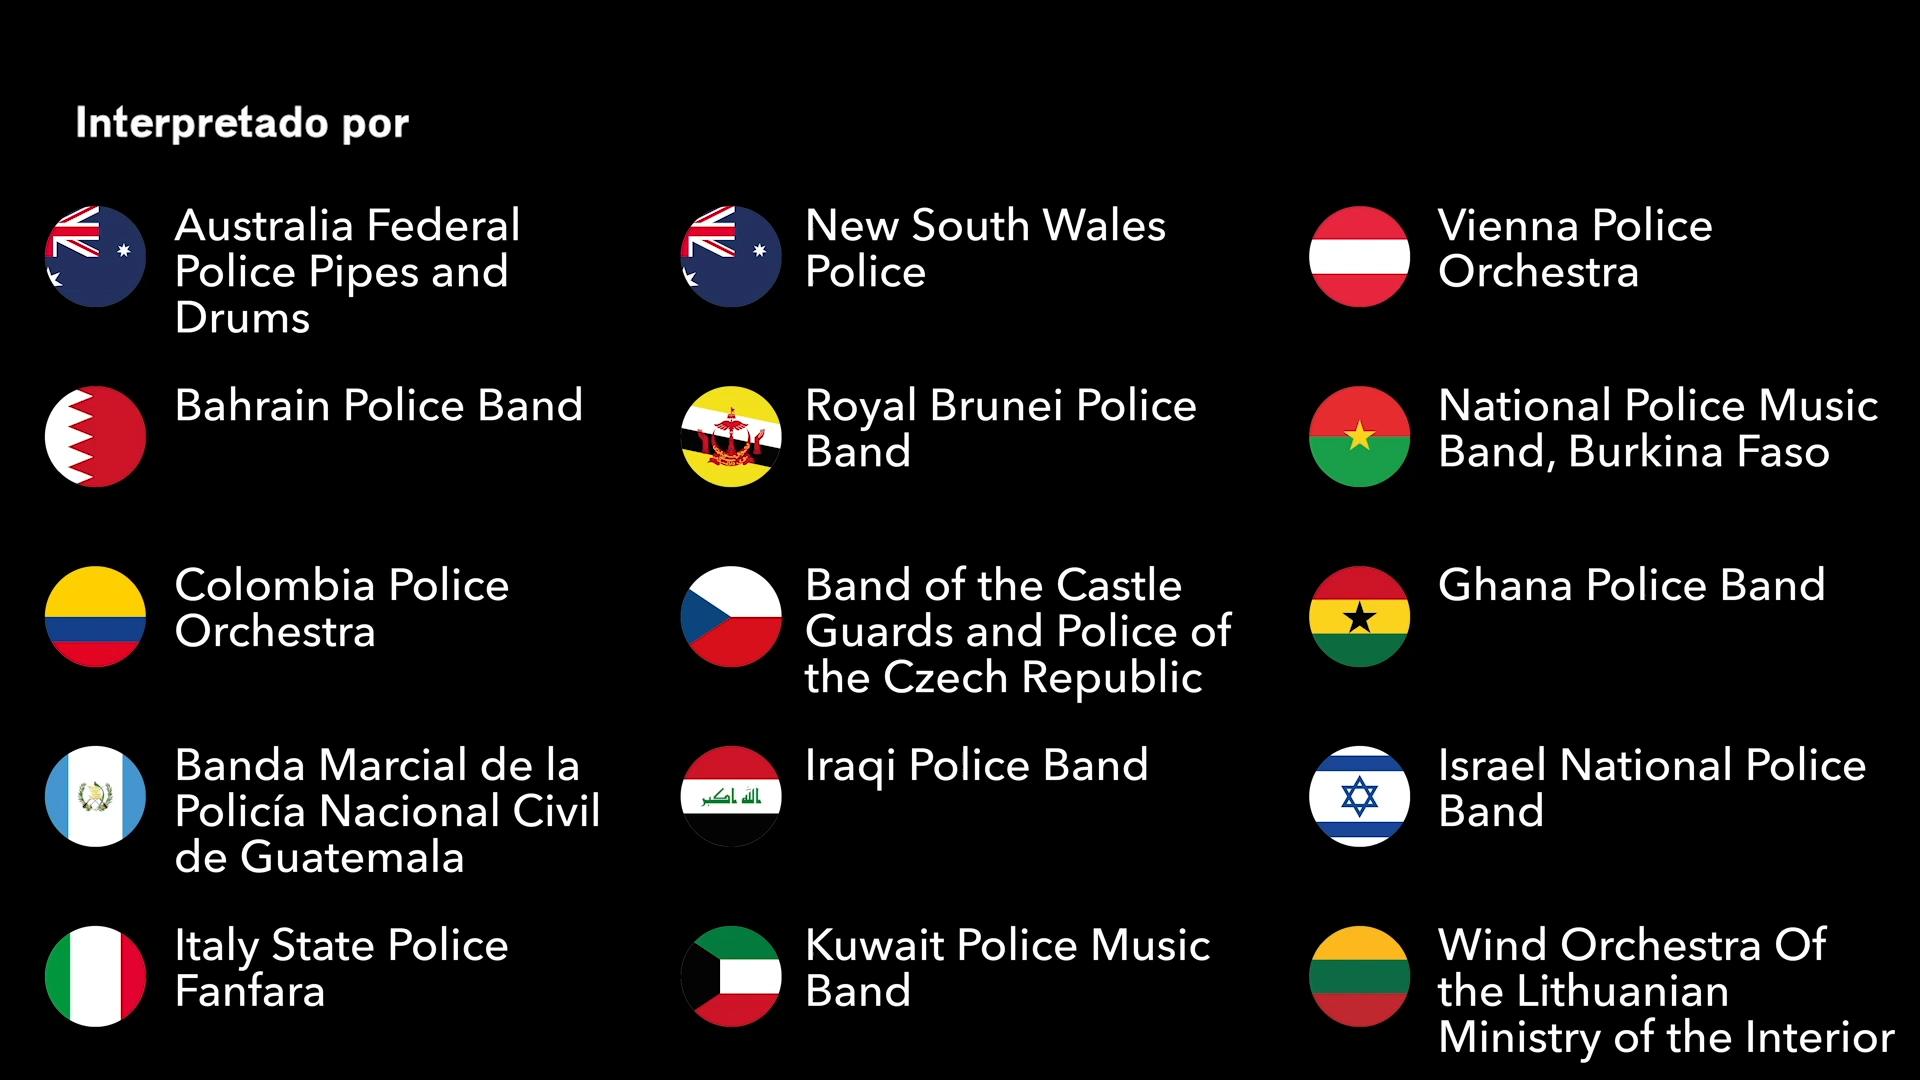 Interpretado por
Australia Federal
Police Pipes and
Drums
New South Wales
Police
Vienna Police
Orchestra
Bahrain Police Band
Royal Brunei Police
Band
National Police Music
Band, Burkina Faso
Colombia Police
Orchestra
Band of the Castle
Guards and Police of
the Czech Republic
Ghana Police Band
Banda Marcial de la
Policía Nacional Civil
de Guatemala
Iraqi Police Band
الله اكبر
Israel National Police
Band
Italy State Police
Fanfara
Kuwait Police Music
Band
Wind Orchestra Of
the Lithuanian
Ministry of the Interior